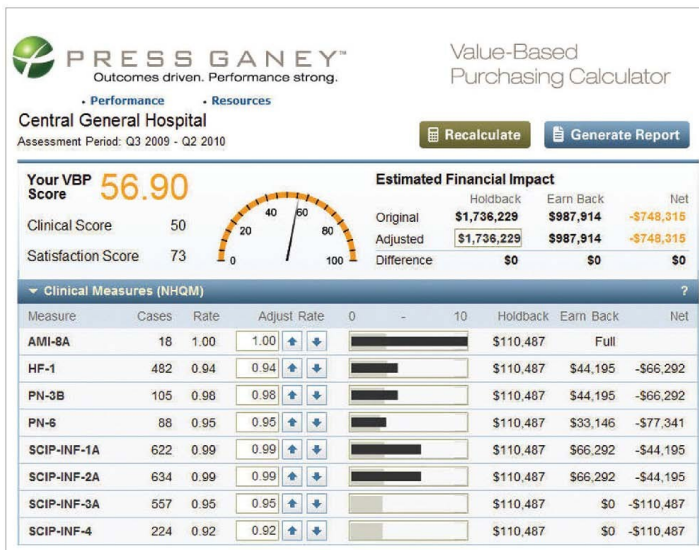 PRESS GANEY™
Outcomes driven. Performance strong.
Value-Based
Purchasing Calculator
• Performance • Resources
Central General Hospital
Assessment Period: Q3 2009 - Q2 2010
Recalculate Generate Report
Your VBP
Score 56.90
Clinical Score 50
Satisfaction Score 73
0 20 40 60 80 100
Estimated Financial Impact
Holdback Earn Back Net
Original $1,736,229 $987,914 -$748,315
Adjusted $1,736,229 $987,914 -$748,315
Difference $0 $0 $0
Clinical Measures (NHQM) ?
Measure Cases Rate Adjust Rate 0 - 10 Holdback Earn Back Net
AMI-8A 18 1.00 1.00 $110,487 Full
HF-1 482 0.94 0.94 $110,487 $44,195 -$66,292
PN-3B 105 0.98 0.98 $110,487 $44,195 -$66,292
PN-6 88 0.95 0.95 $110,487 $33,146 -$77,341
SCIP-INF-1A 622 0.99 0.99 $110,487 $66,292 -$44,195
SCIP-INF-2A 634 0.99 0.99 $110,487 $66,292 -$44,195
SCIP-INF-3A 557 0.95 0.95 $110,487 $0 -$110,487
SCIP-INF-4 224 0.92 0.92 $110,487 $0 -$110,487